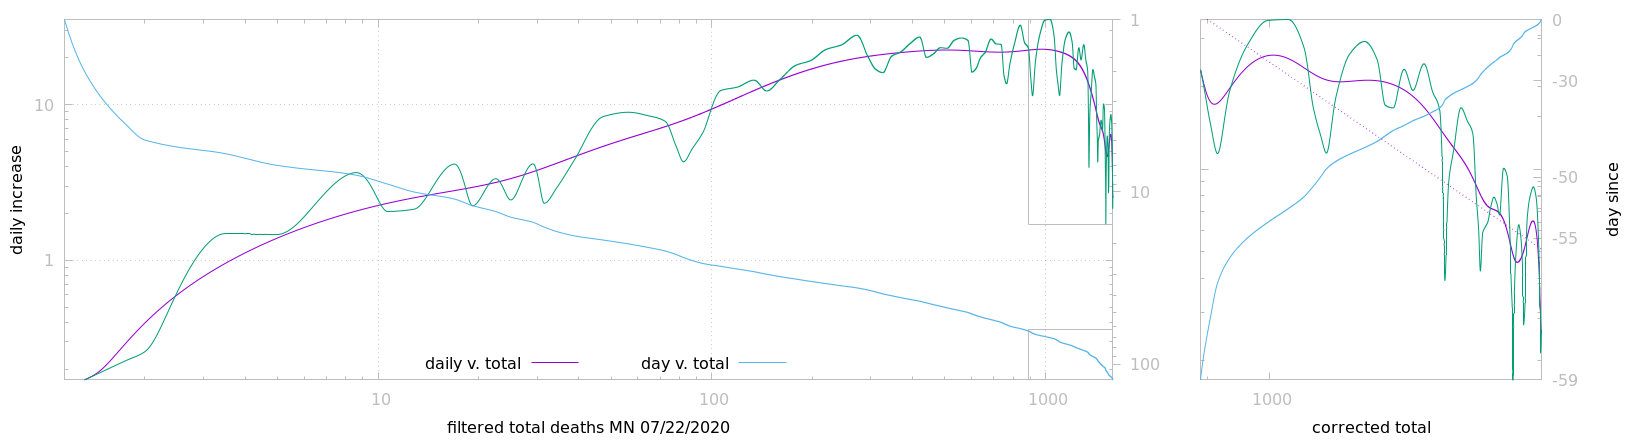 daily increase
10
1
daily v. total
day v. total
10
100
1000
filtered total deaths MN 07/22/2020
1
10
100
1000
corrected total
0
-30
-50
-55
-59
day since